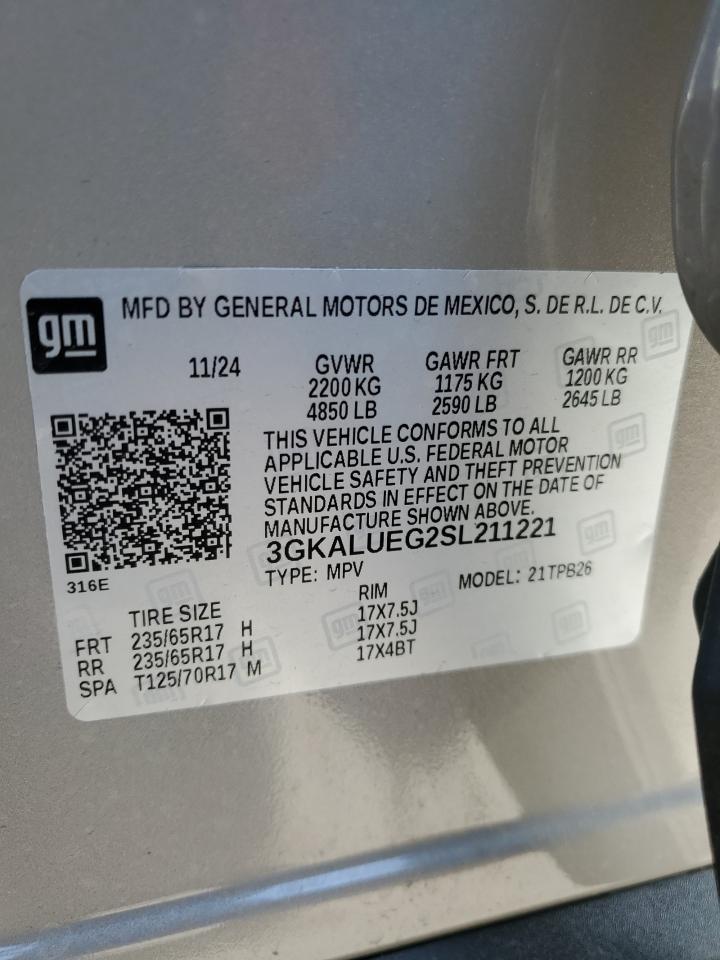 gm MFD BY GENERAL MOTORS DE MEXICO, S. DE R.L. DE C.V.
11/24 GVWR GAWR FRT GAWR RR
2200 KG 1175 KG 1200 KG
4850 LB 2590 LB 2645 LB
THIS VEHICLE CONFORMS TO ALL
APPLICABLE U.S. FEDERAL MOTOR
VEHICLE SAFETY AND THEFT PREVENTION
STANDARDS IN EFFECT ON THE DATE OF
MANUFACTURE SHOWN ABOVE.
3GKALUEG2SL211221
316E TYPE: MPV MODEL: 21TPB26
TIRE SIZE RIM
FRT 235/65R17 H 17X7.5J
RR 235/65R17 H 17X7.5J
SPA T125/70R17 M 17X4BT